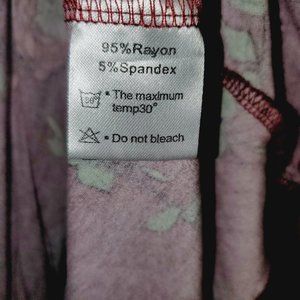 95%Rayon
5%Spandex
30° • The maximum
temp30°
• Do not bleach